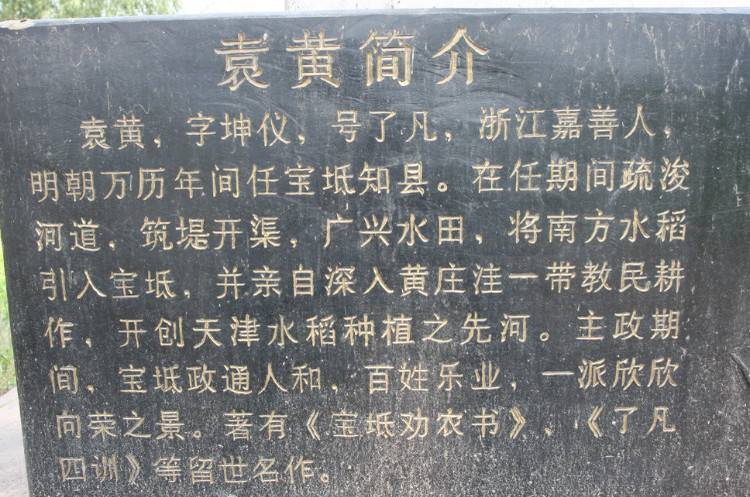 袁黄简介
袁黄，字坤仪，号了凡，浙江嘉善人，
明朝万历年间任宝坻知县。在任期间疏浚
河道，筑堤开渠，广兴水田，将南方水稻
引入宝坻，并亲自深入黄庄洼一带教民耕
作，开创天津水稻种植之先河。主政期
间，宝坻政通人和，百姓乐业，一派欣欣
向荣之景。著有《宝坻劝农书》、《了凡
四训》等留世名作。